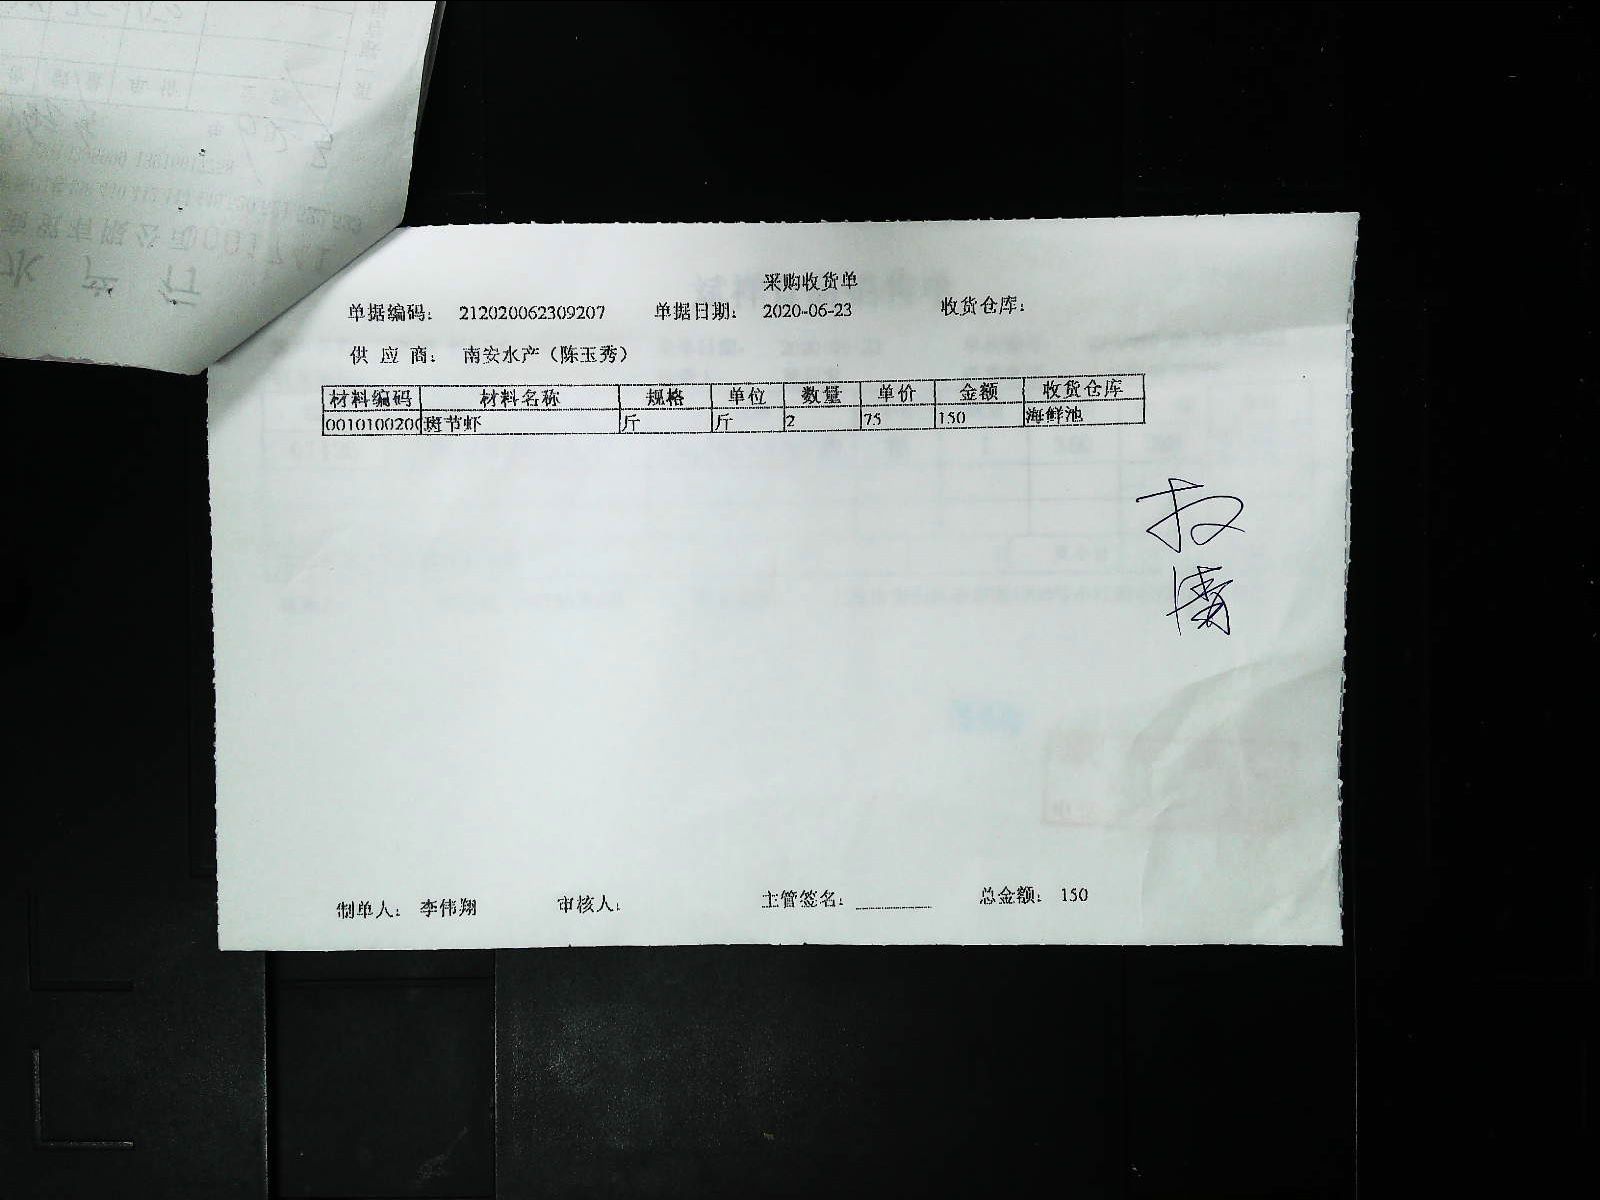 采购收货单
单据编码： 212020062309207 单据日期： 2020-06-23 收货仓库：
供应商： 南安水产（陈玉秀）
材料编码 材料名称 规格 单位 数量 单价 金额 收货仓库
0010100200 斑节虾 斤 斤 2 75 150 海鲜池
制单人： 李伟翔 审核人： 主管签名： 总金额： 150